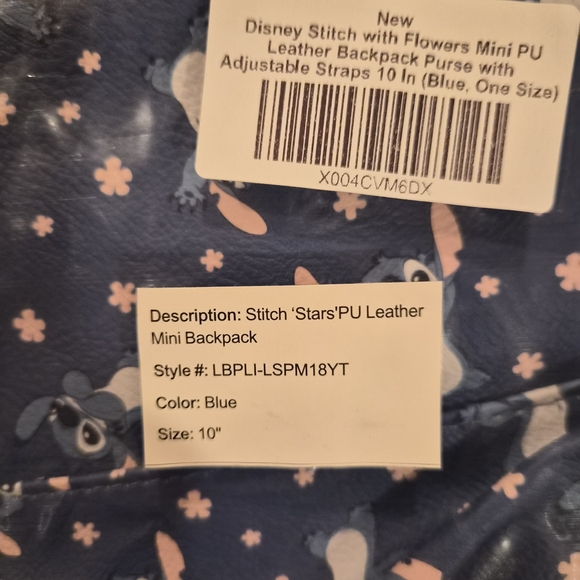 New
Disney Stitch with Flowers Mini PU
Leather Backpack Purse with
Adjustable Straps 10 In (Blue, One Size)
X004CVM6DX
Description: Stitch ‘Stars'PU Leather
Mini Backpack
Style #: LBPLI-LSPM18YT
Color: Blue
Size: 10"